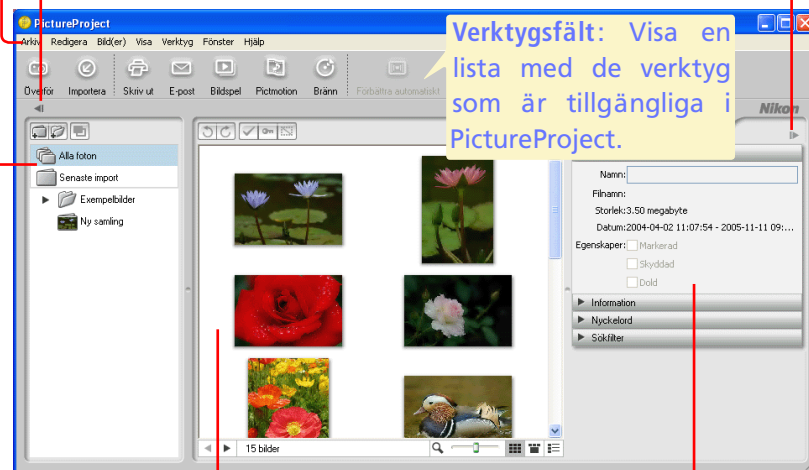 PictureProject
Arkiv Redigera Bild(er) Visa Verktyg Fönster Hjälp
Verktygsfält: Visa en
lista med de verktyg
som är tillgängliga i
PictureProject.
Överför Importera Skriv ut E-post Bildspel Pictmotion Bränn Förbättra automatiskt
Nikon
Alla foton
Senaste import
Exempelbilder
Ny samling
Namn:
Filnamn:
Storlek:3.50 megabyte
Datum:2004-04-02 11:07:54 - 2005-11-11 09:...
Egenskaper: Markerad
Skyddad
Dold
Information
Nyckelord
Sökfilter
15 bilder